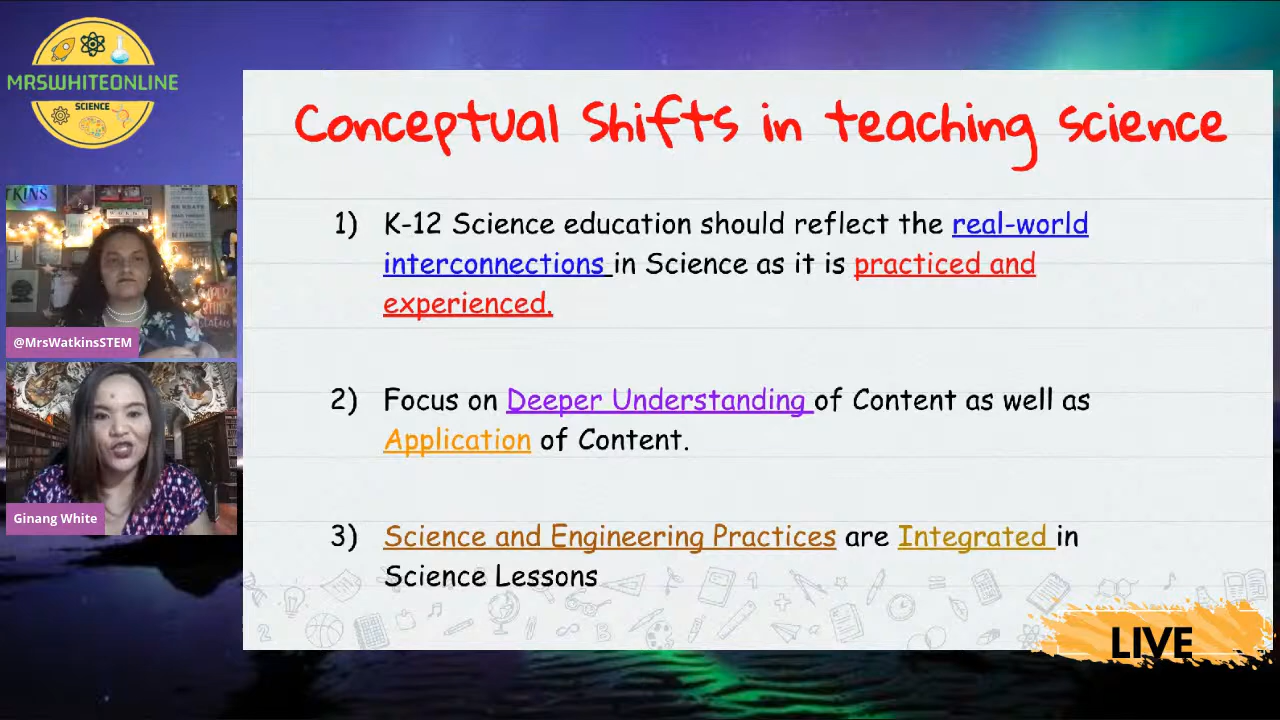 MRSWHITEONLINE
SCIENCE
Conceptual Shifts in teaching science
1) K-12 Science education should reflect the real-world
interconnections in Science as it is practiced and
experienced.
2) Focus on Deeper Understanding of Content as well as
Application of Content.
3) Science and Engineering Practices are Integrated in
Science Lessons
@MrsWatkinsSTEM
Ginang White
LIVE